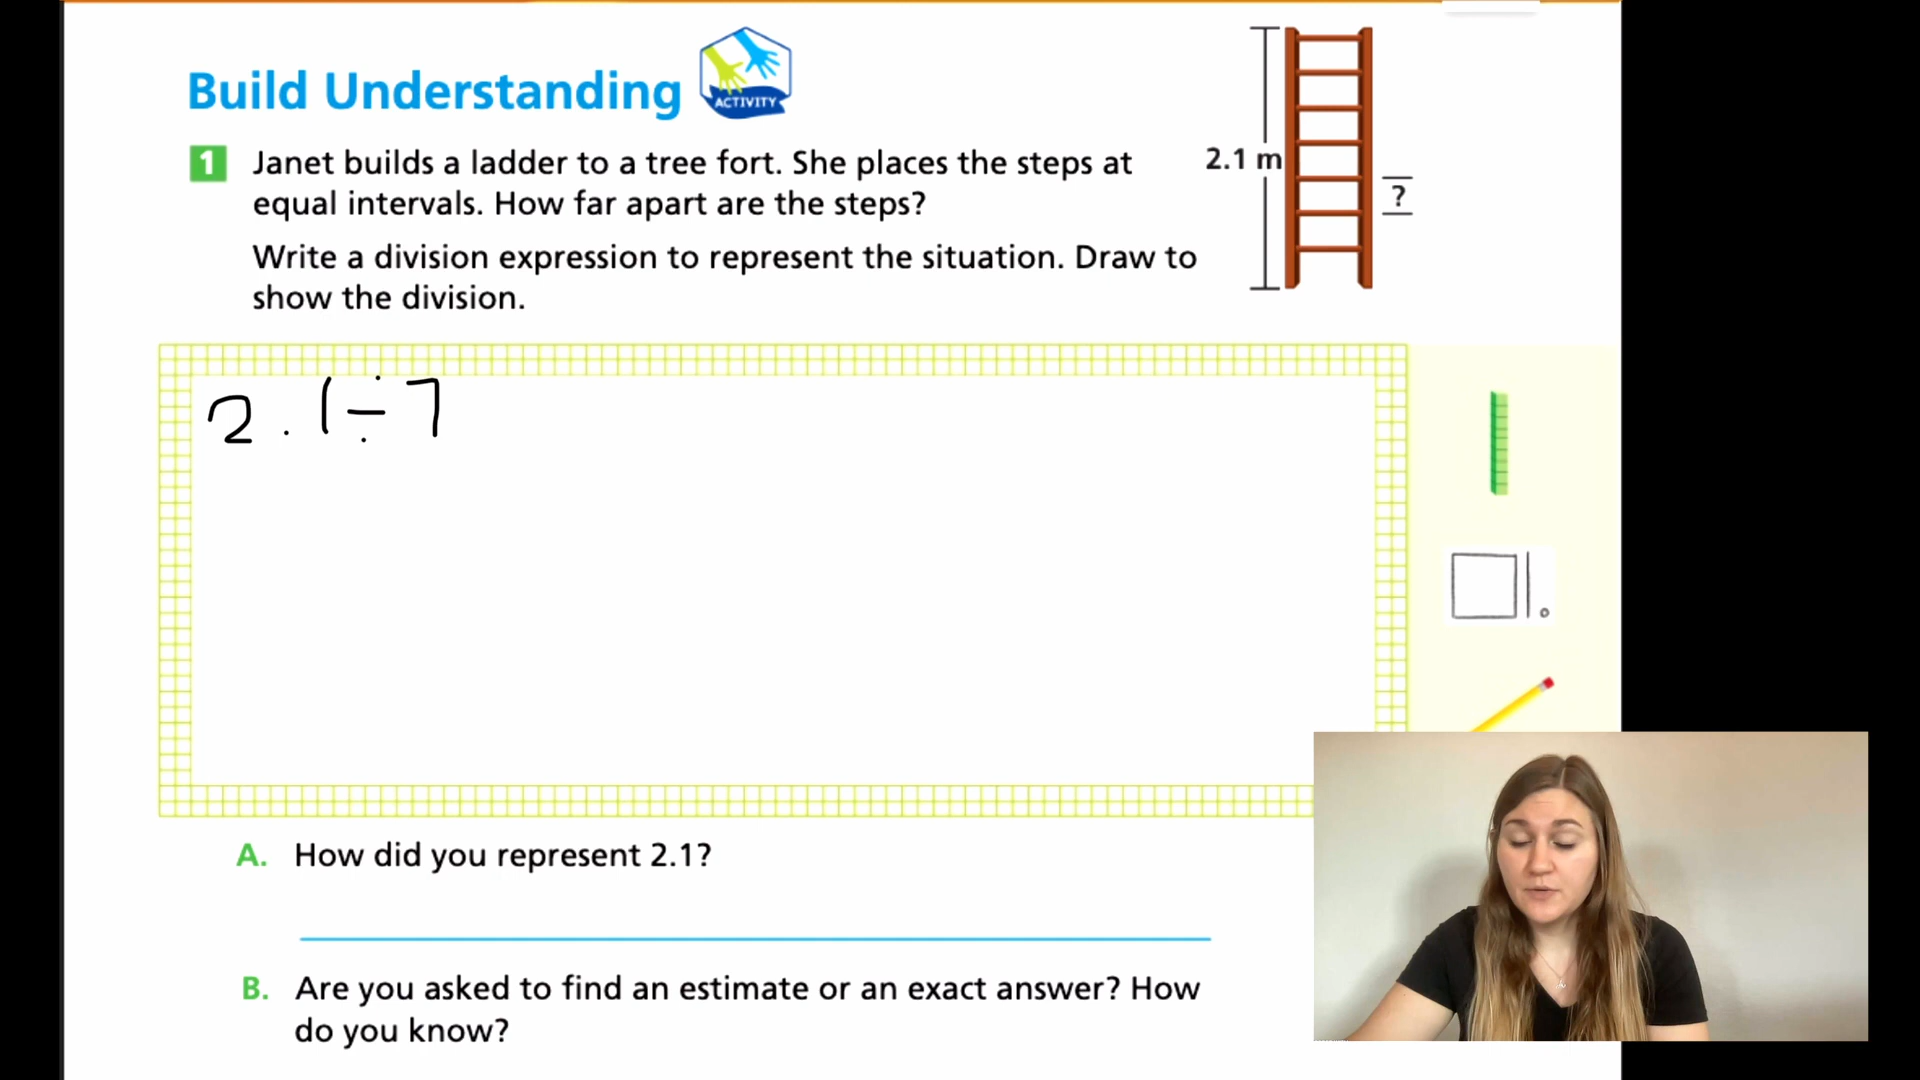 Build Understanding
ACTIVITY
1 Janet builds a ladder to a tree fort. She places the steps at
equal intervals. How far apart are the steps?
2.1 m
?
Write a division expression to represent the situation. Draw to
show the division.
2.1÷7
A. How did you represent 2.1?
B. Are you asked to find an estimate or an exact answer? How
do you know?